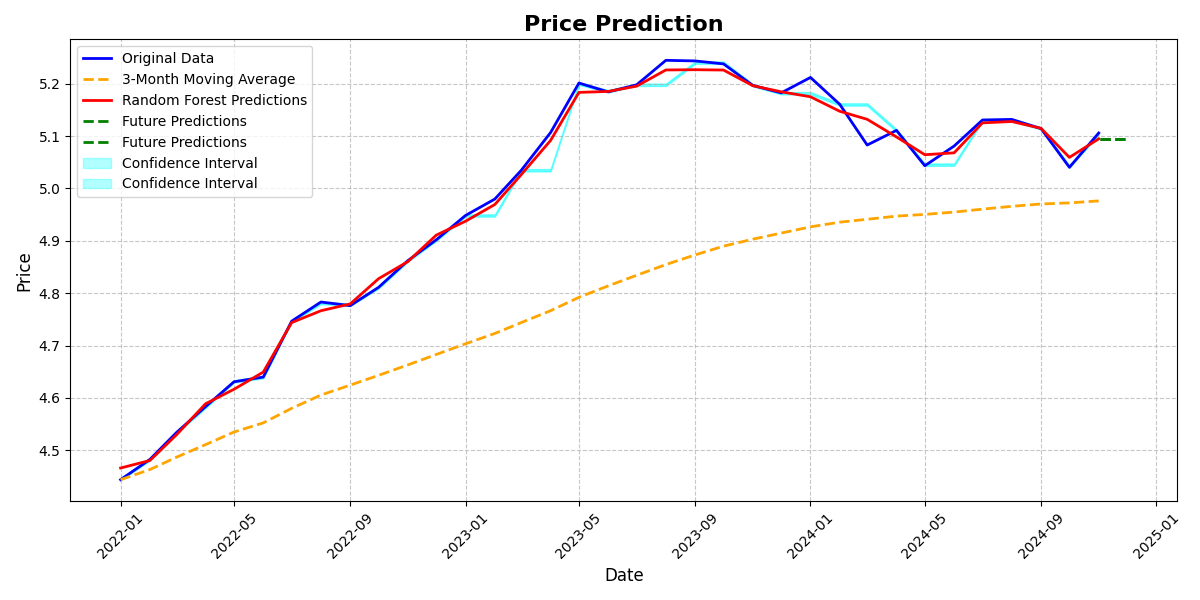 Price Prediction
Original Data
3-Month Moving Average
Random Forest Predictions
Future Predictions
Future Predictions
Confidence Interval
Confidence Interval
Price
5.2
5.1
5.0
4.9
4.8
4.7
4.6
4.5
2022-01
2022-05
2022-09
2023-01
2023-05
2023-09
2024-01
2024-05
2024-09
2025-01
Date